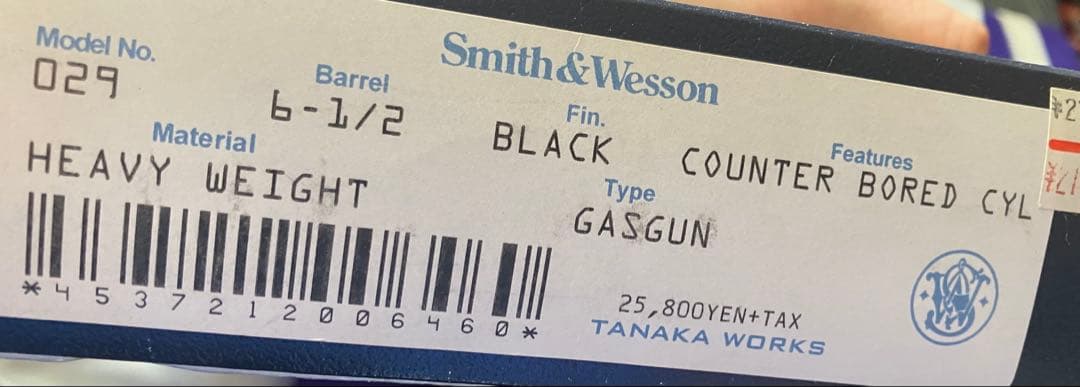 Smith&Wesson
Model No.
029
Barrel
6-1/2
Fin.
BLACK
Features
COUNTER BORED CYL
Material
HEAVY WEIGHT
Type
GASGUN
*4537212006460*
25,800YEN+TAX
TANAKA WORKS